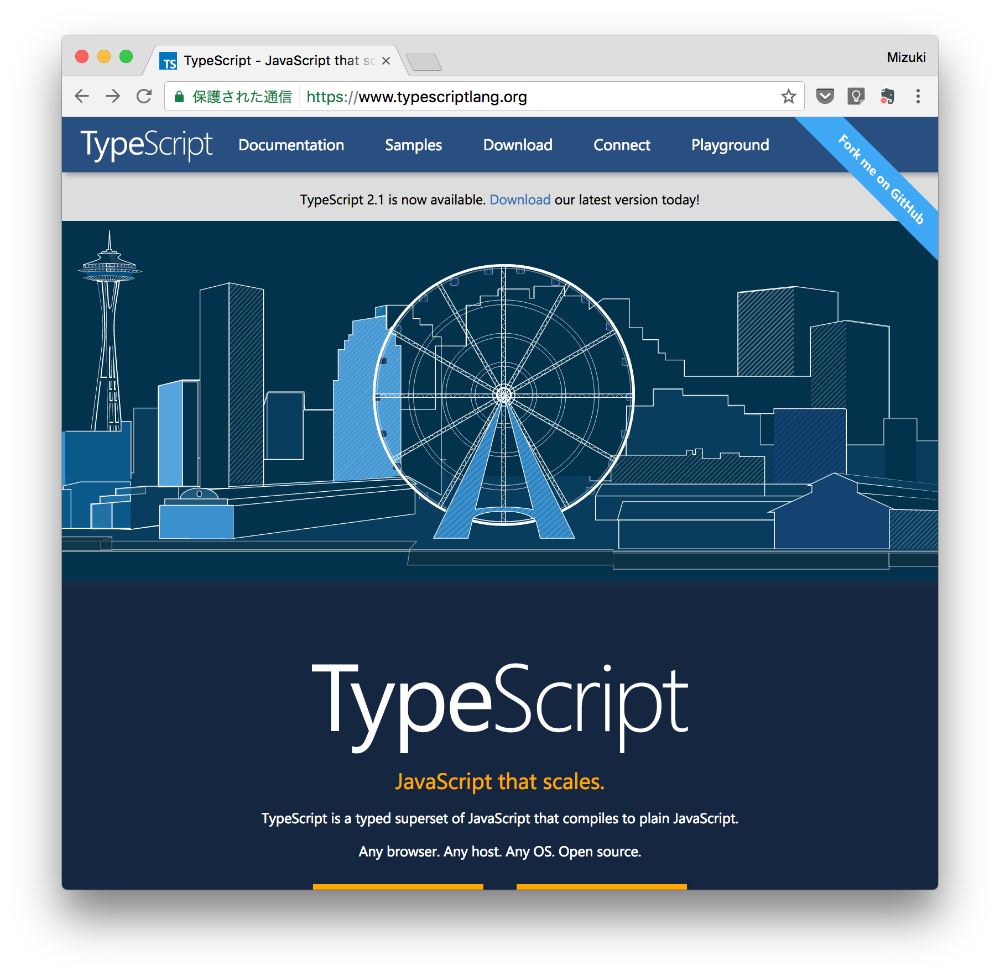 TypeScript - JavaScript that sc
Mizuki
保護された通信 https://www.typescriptlang.org
TypeScript Documentation Samples Download Connect Playground
Fork me on GitHub
TypeScript 2.1 is now available. Download our latest version today!
TypeScript
JavaScript that scales.
TypeScript is a typed superset of JavaScript that compiles to plain JavaScript.
Any browser. Any host. Any OS. Open source.